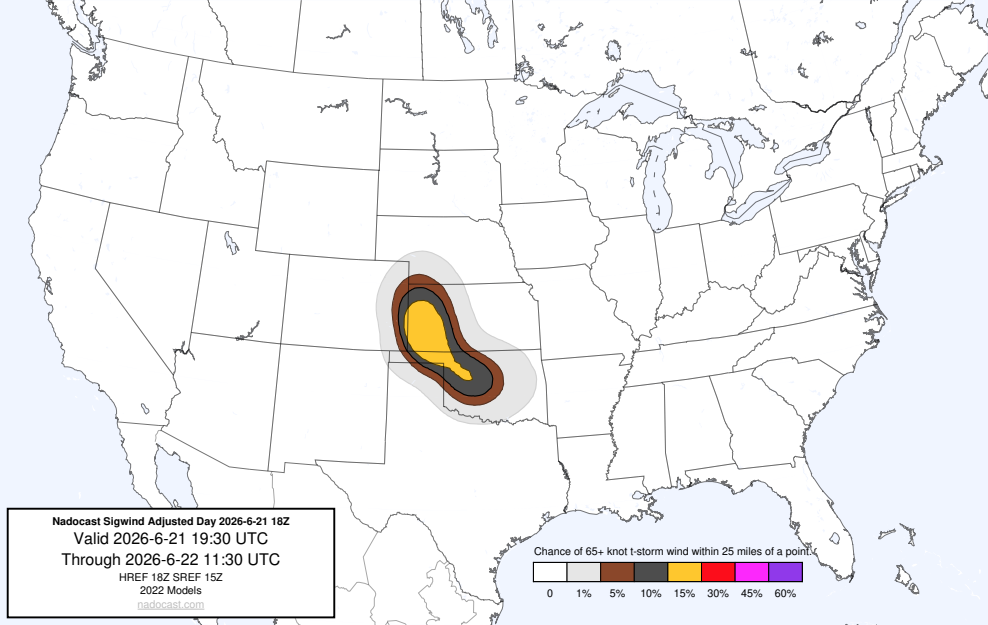 Nadocast Sigwind Adjusted Day 2026-6-21 18Z
Valid 2026-6-21 19:30 UTC
Through 2026-6-22 11:30 UTC
HREF 18Z SREF 15Z
2022 Models
nadocast.com
Chance of 65+ knot t-storm wind within 25 miles of a point.
0 1% 5% 10% 15% 30% 45% 60%